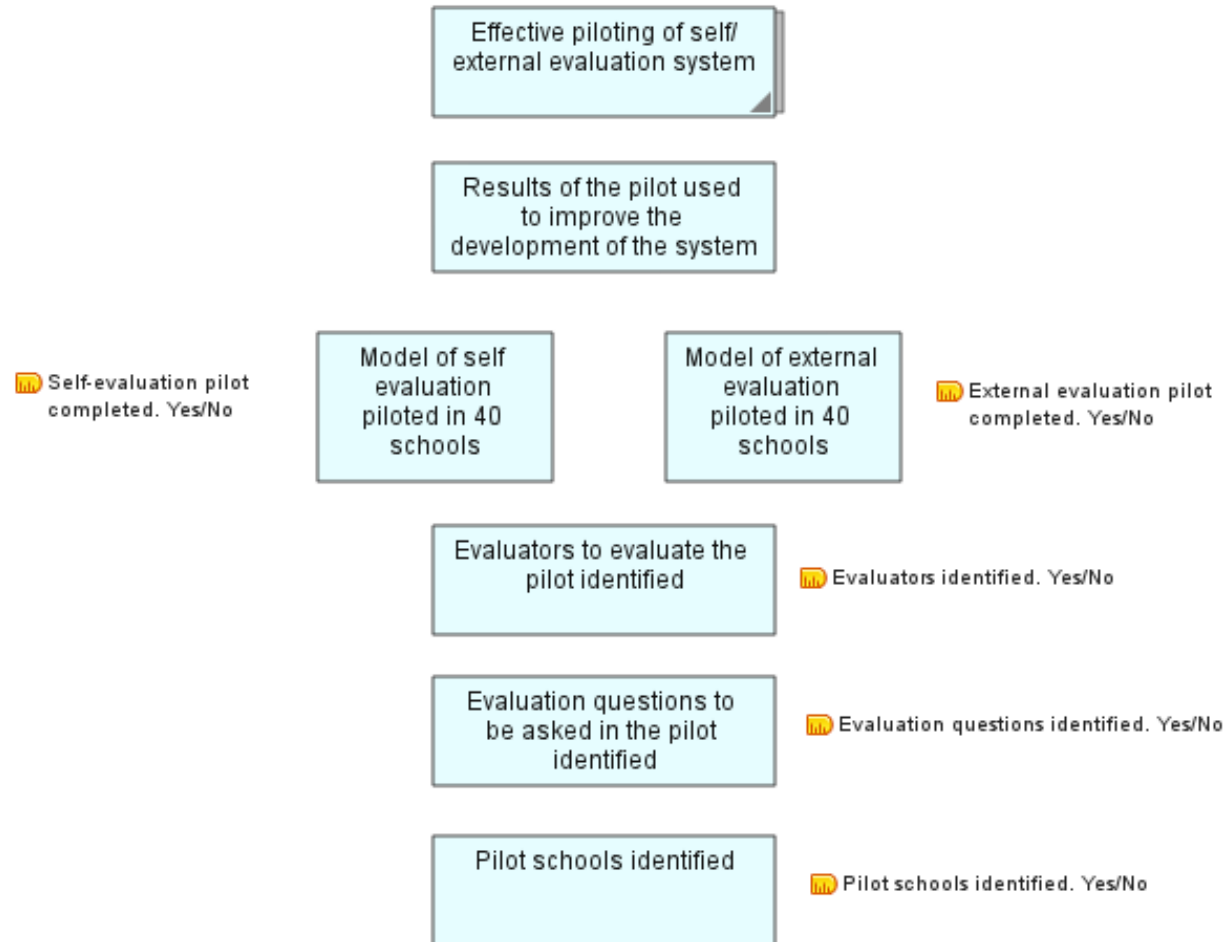 Effective piloting of self/
external evaluation system
Results of the pilot used
to improve the
development of the system
Model of self
evaluation
piloted in 40
schools
Model of external
evaluation
piloted in 40
schools
Self-evaluation pilot
completed. Yes/No
External evaluation pilot
completed. Yes/No
Evaluators to evaluate the
pilot identified
Evaluators identified. Yes/No
Evaluation questions to
be asked in the pilot
identified
Evaluation questions identified. Yes/No
Pilot schools identified
Pilot schools identified. Yes/No